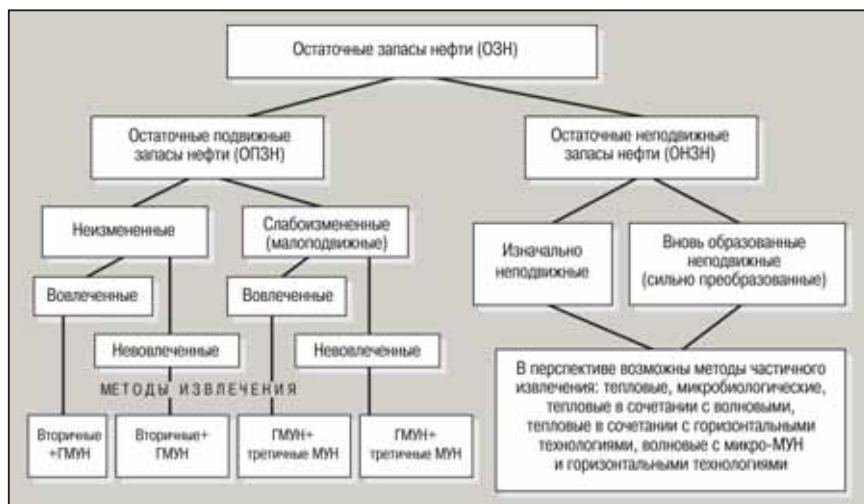 Остаточные запасы нефти (ОЗН)
Остаточные подвижные
запасы нефти (ОПЗН)
Остаточные неподвижные
запасы нефти (ОНЗН)
Неизмененные
Слабоизмененные
(малоподвижные)
Изначально
неподвижные
Вновь образованные
неподвижные
(сильно преобразованные)
Вовлеченные
Вовлеченные
Невовлеченные
Невовлеченные
МЕТОДЫ ИЗВЛЕЧЕНИЯ
Вторичные
+ГМУН
Вторичные+
ГМУН
ГМУН+
третичные МУН
ГМУН+
третичные МУН
В перспективе возможны методы частичного
извлечения: тепловые, микробиологические,
тепловые в сочетании с волновыми,
тепловые в сочетании с горизонтальными
технологиями, волновые с микро-МУН
и горизонтальными технологиями